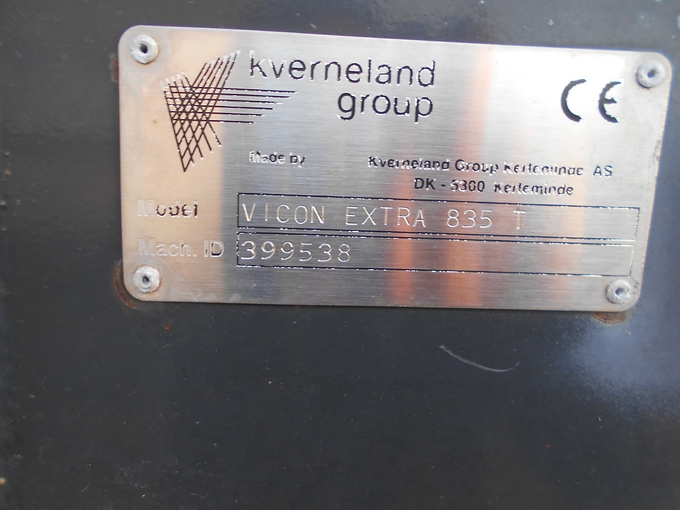 kverneland
group
CE
Made by Kverneland Group Kerteminde AS
DK - 5300 Kerteminde
Model VICON EXTRA 835 T
Mach. ID 399538